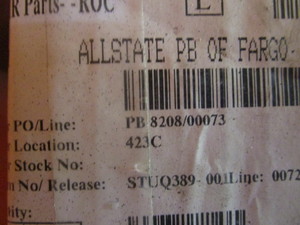 R Parts- -ROC
L
ALLSTATE PB OF FARGO-
PO/Line: PB 8208/00073
Location: 423C
Stock No:
No/ Release: STUQ389- 001Line: 0072
ity: